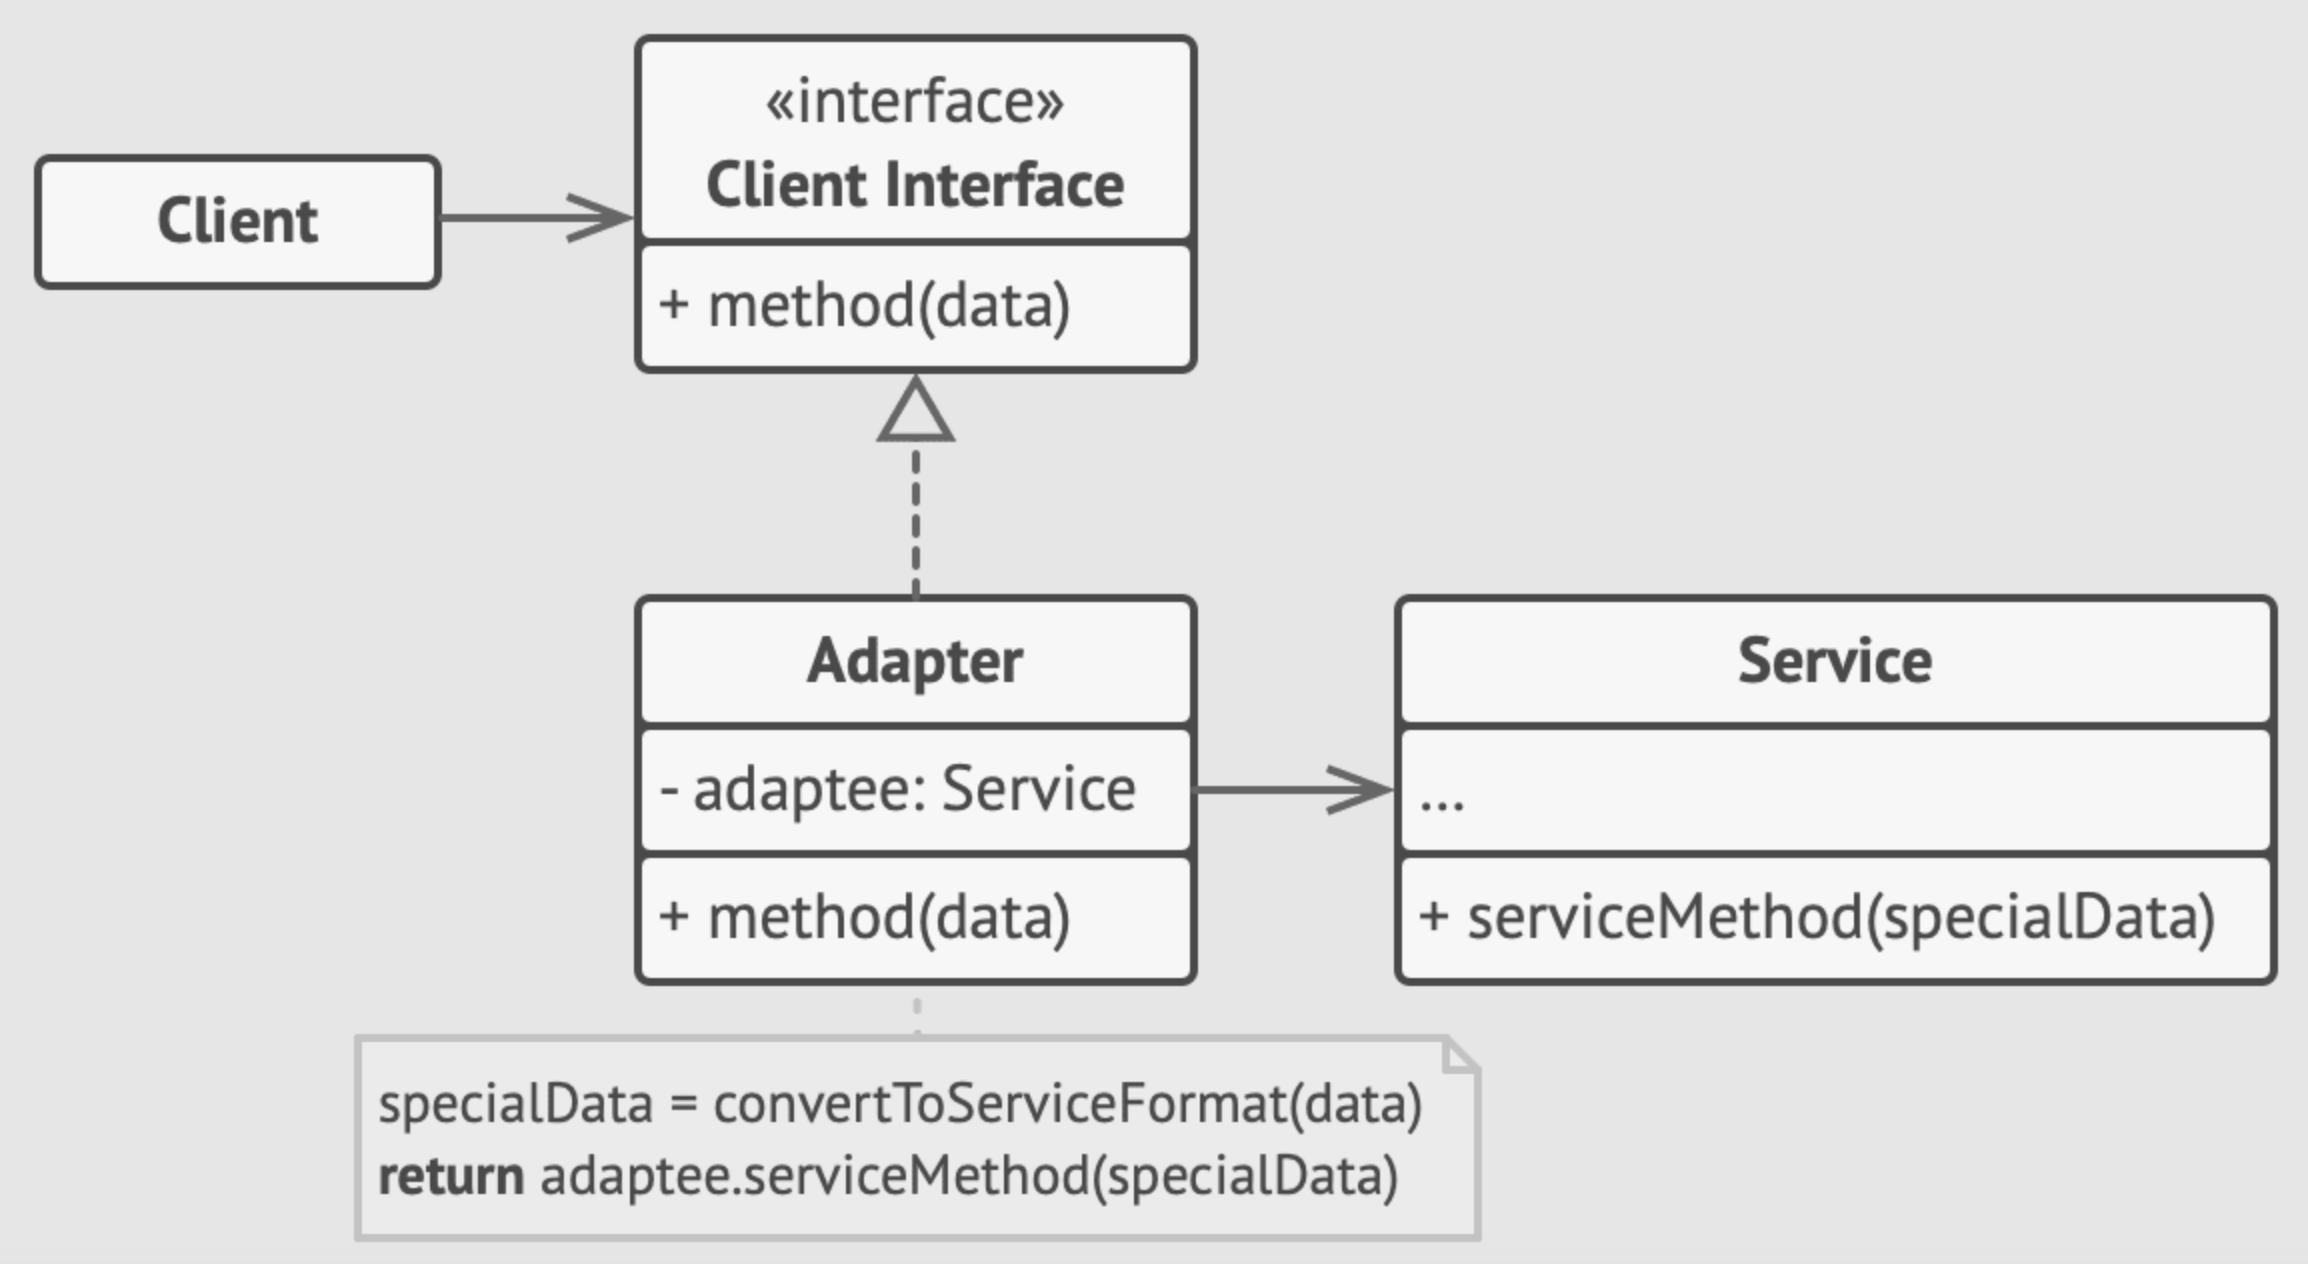 Client
«interface»
Client Interface
+ method(data)
Adapter
- adaptee: Service
+ method(data)
Service
...
+ serviceMethod(specialData)
specialData = convertToServiceFormat(data)
return adaptee.serviceMethod(specialData)